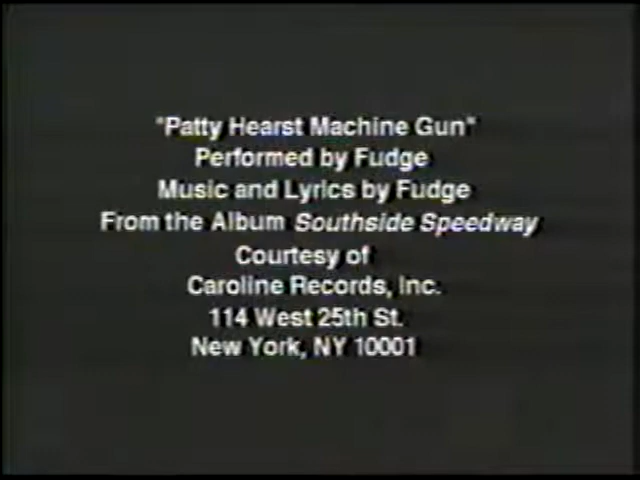 "Patty Hearst Machine Gun"
Performed by Fudge
Music and Lyrics by Fudge
From the Album Southside Speedway
Courtesy of
Caroline Records, Inc.
114 West 25th St.
New York, NY 10001